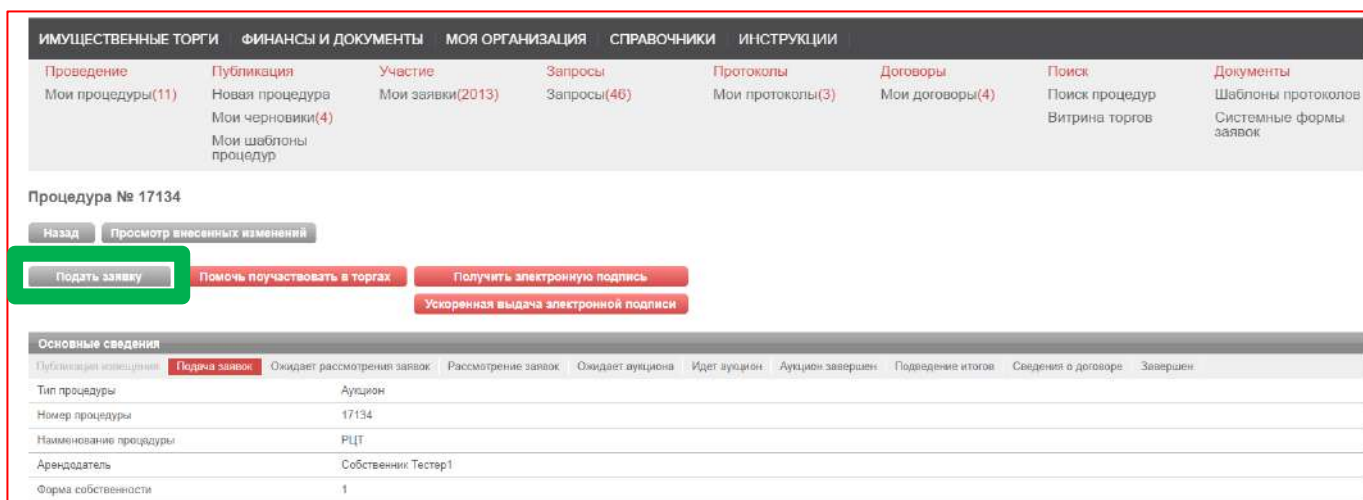 ИМУЩЕСТВЕННЫЕ ТОРГИ ФИНАНСЫ И ДОКУМЕНТЫ МОЯ ОРГАНИЗАЦИЯ СПРАВОЧНИКИ ИНСТРУКЦИИ
Проведение Публикация Участие Запросы Протоколы Договоры Поиск Документы
Мои процедуры(11) Новая процедура Мои заявки(2013) Запросы(46) Мои протоколы(3) Мои договоры(4) Поиск процедур Шаблоны протоколов
Мои черновики(4) Витрина торгов Системные формы
заявок
Мои шаблоны
процедур
Процедура № 17134
Назад Просмотр внесенных изменений
Подать заявку Помочь поучаствовать в торгах Получить электронную подпись
Ускоренная выдача электронной подписи
Основные сведения
Публикация извещения Подача заявок Ожидает рассмотрения заявок Рассмотрение заявок Ожидает аукциона Идет аукцион Аукцион завершен Подведение итогов Сведения о договоре Завершен
Тип процедуры Аукцион
Номер процедуры 17134
Наименование процедуры РЦТ
Арендодатель Собственник Тестер1
Форма собственности 1